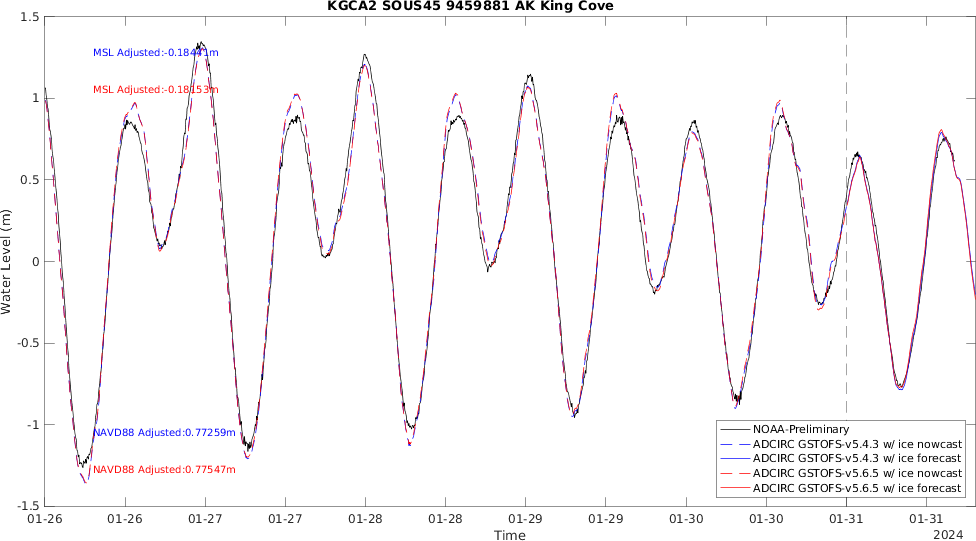 KGCA2 SOUS45 9459881 AK King Cove
1.5
1
0.5
0
-0.5
-1
-1.5
Water Level (m)
MSL Adjusted:-0.18441m
MSL Adjusted:-0.18153m
NAVD88 Adjusted:0.77259m
NAVD88 Adjusted:0.77547m
NOAA-Preliminary
ADCIRC GSTOFS-v5.4.3 w/ ice nowcast
ADCIRC GSTOFS-v5.4.3 w/ ice forecast
ADCIRC GSTOFS-v5.6.5 w/ ice nowcast
ADCIRC GSTOFS-v5.6.5 w/ ice forecast
01-26 01-26 01-27 01-27 01-28 01-28 01-29 01-29 01-30 01-30 01-31 01-31
2024
Time